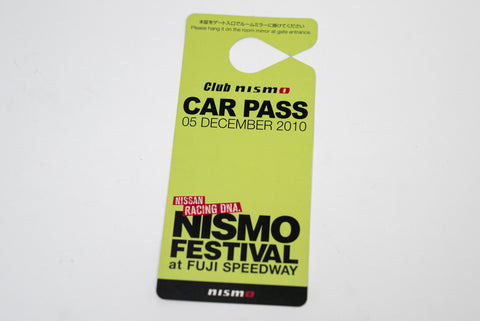 本証をゲート入口でルームミラーに掛けてください
Please hang it on the room mirror at gate entrance.
Club nismo
CAR PASS
05 DECEMBER 2010
NISSAN
RACING DNA.
NISMO
FESTIVAL
at FUJI SPEEDWAY
nismo